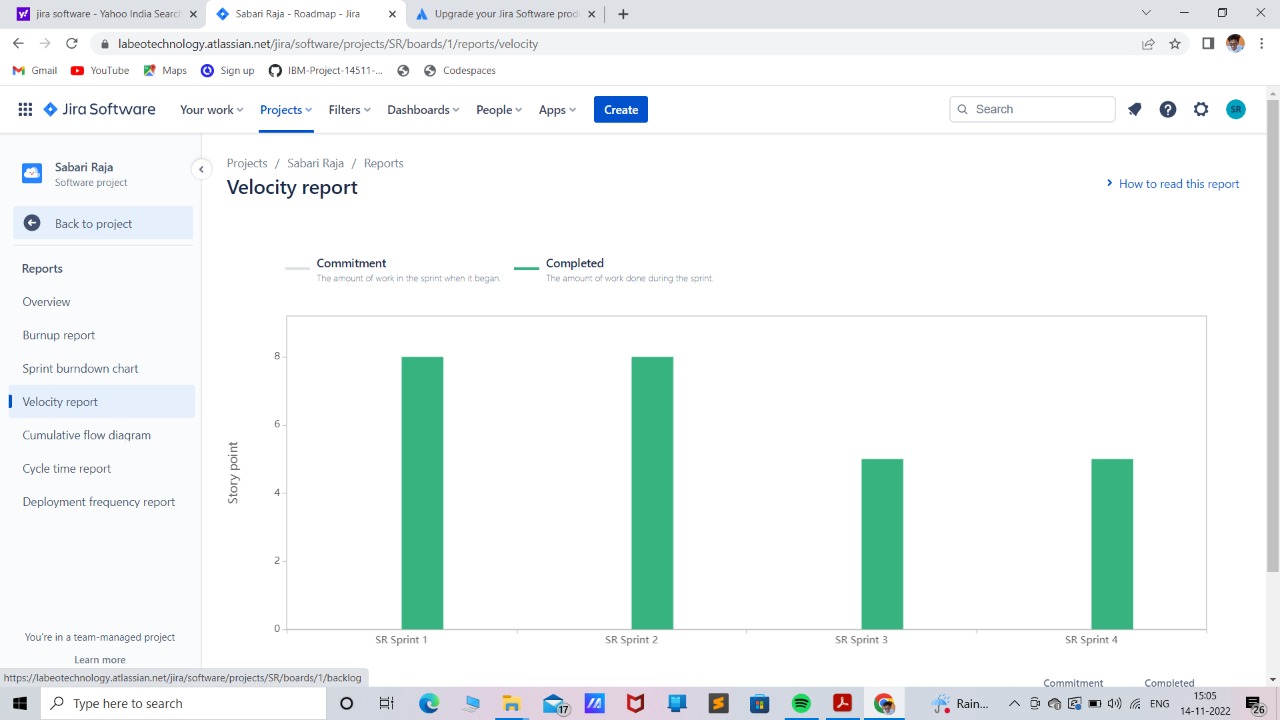 jira software - Yahoo India Search
Sabari Raja - Roadmap - Jira
Upgrade your Jira Software prod
labeotechnology.atlassian.net/jira/software/projects/SR/boards/1/reports/velocity
Gmail
YouTube
Maps
Sign up
IBM-Project-14511-...
Codespaces
Jira Software
Your work
Projects
Filters
Dashboards
People
Apps
Create
Search
SR
Sabari Raja
Software project
Back to project
Reports
Overview
Burnup report
Sprint burndown chart
Velocity report
Cumulative flow diagram
Cycle time report
Deployment frequency report
You're in a team-managed project
Learn more
Projects / Sabari Raja / Reports
Velocity report
How to read this report
Commitment
The amount of work in the sprint when it began.
Completed
The amount of work done during the sprint.
Story point
8
6
4
2
0
SR Sprint 1
SR Sprint 2
SR Sprint 3
SR Sprint 4
Commitment
Completed
https://labeotechnology.atlassian.net/jira/software/projects/SR/boards/1/backlog
Type here to search
17
Rain...
ENG
15:05
14-11-2022
26